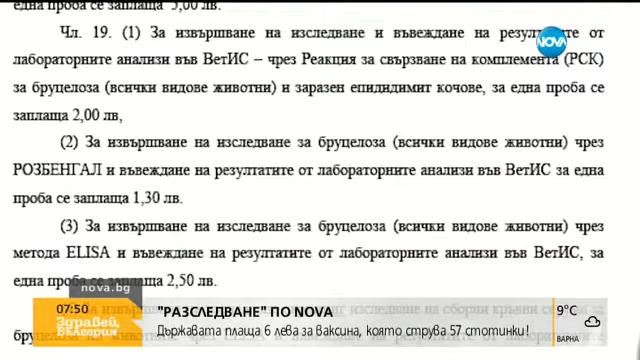 една проба се заплаща 5,00 лв.
Чл. 19. (1) За извършване на изследване и въвеждане на резултатите от
лабораторните анализи във ВетИС – чрез Реакция за свързване на комплемента (РСК)
за бруцелоза (всички видове животни) и заразен епидидимит кочове, за една проба се
заплаща 2,00 лв,
(2) За извършване на изследване за бруцелоза (всички видове животни) чрез
РОЗБЕНГАЛ и въвеждане на резултатите от лабораторните анализи във ВетИС за една
проба се заплаща 1,30 лв.
(3) За извършване на изследване за бруцелоза (всички видове животни) чрез
метода ELISA и въвеждане на резултатите от лабораторните анализи във ВетИС, за
една проба се заплаща 2,50 лв.
NOVA
nova.bg
07:50
Здравей,
България
"РАЗСЛЕДВАНЕ" ПО NOVA
Държавата плаща 6 лева за ваксина, която струва 57 стотинки!
9°C
ВАРНА